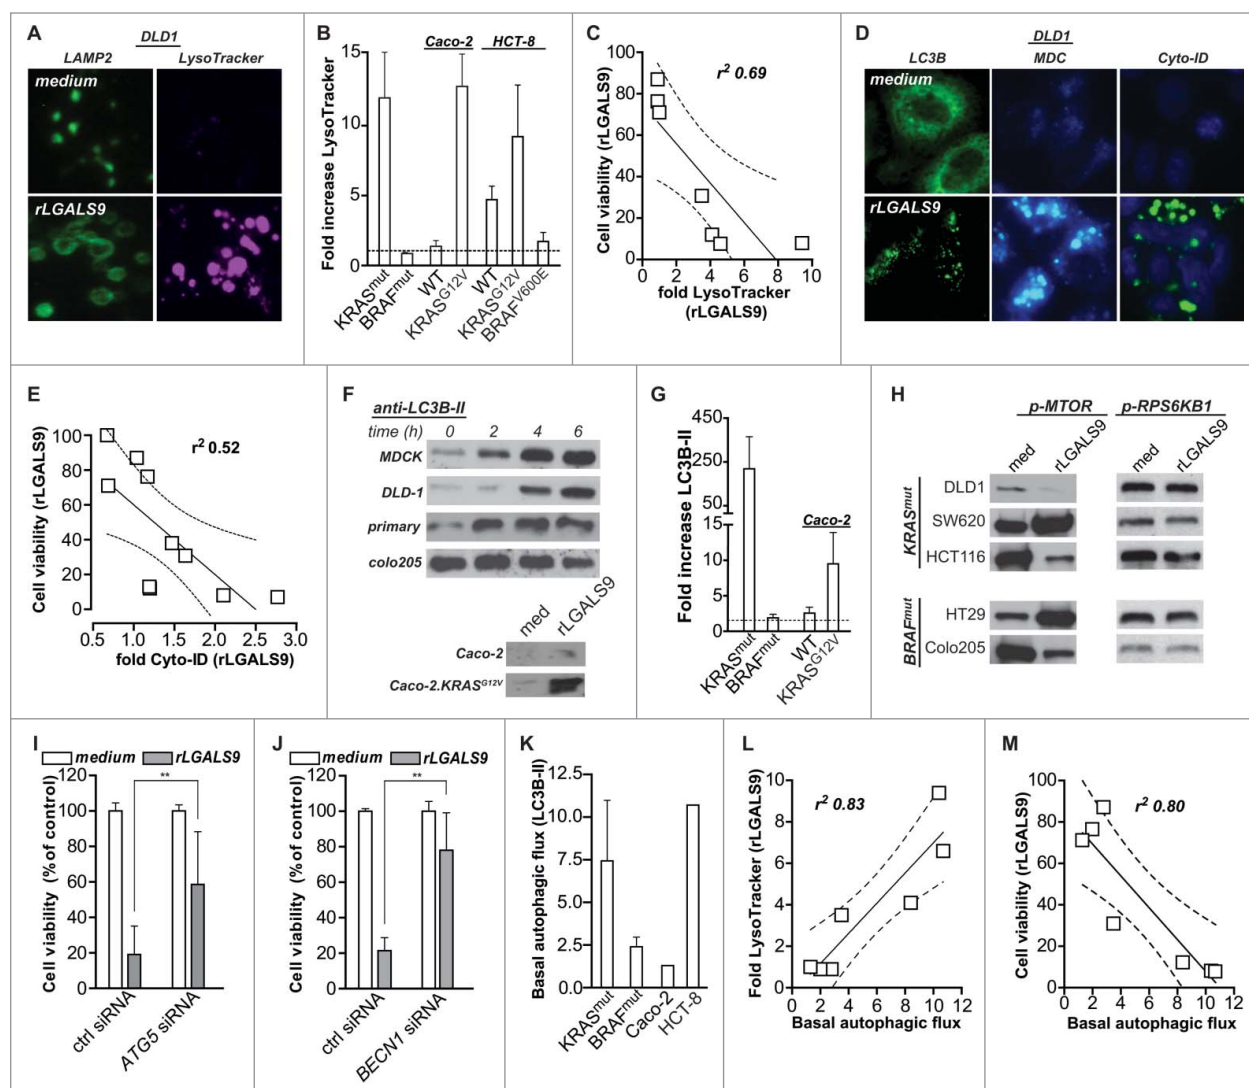 A
DLD1
LAMP2 LysoTracker
medium
rLGALS9
B
Caco-2 HCT-8
Fold increase LysoTracker
15
10
5
1
0
KRASmut
BRAFmut
WT
KRASG12V
WT
KRASG12V
BRAFV600E
C
r² 0.69
Cell viability (rLGALS9)
100
80
60
40
20
0
0 2 4 6 8 10
fold LysoTracker
(rLGALS9)
D
DLD1
LC3B MDC Cyto-ID
medium
rLGALS9
E
r² 0.52
Cell viability (rLGALS9)
100
80
60
40
20
0
0.5 1.0 1.5 2.0 2.5 3.0
fold Cyto-ID (rLGALS9)
F
anti-LC3B-II
time (h) 0 2 4 6
MDCK
DLD-1
primary
colo205
med rLGALS9
Caco-2
Caco-2.KRASG12V
G
Fold increase LC3B-II
450
250
50
15
10
5
0
Caco-2
KRASmut
BRAFmut
WT
KRASG12V
H
p-MTOR p-RPS6KB1
med rLGALS9 med rLGALS9
KRASmut
DLD1
SW620
HCT116
BRAFmut
HT29
Colo205
I
medium rLGALS9
Cell viability (% of control)
120
100
80
60
40
20
0
**
ctrl siRNA
ATG5 siRNA
J
medium rLGALS9
Cell viability (% of control)
120
100
80
60
40
20
0
**
ctrl siRNA
BECN1 siRNA
K
Basal autophagic flux (LC3B-II)
12.5
10.0
7.5
5.0
2.5
0.0
KRASmut
BRAFmut
Caco-2
HCT-8
L
r² 0.83
Fold LysoTracker (rLGALS9)
10
8
6
4
2
0
0 2 4 6 8 10 12
Basal autophagic flux
M
r² 0.80
Cell viability (rLGALS9)
100
80
60
40
20
0
0 2 4 6 8 10 12
Basal autophagic flux